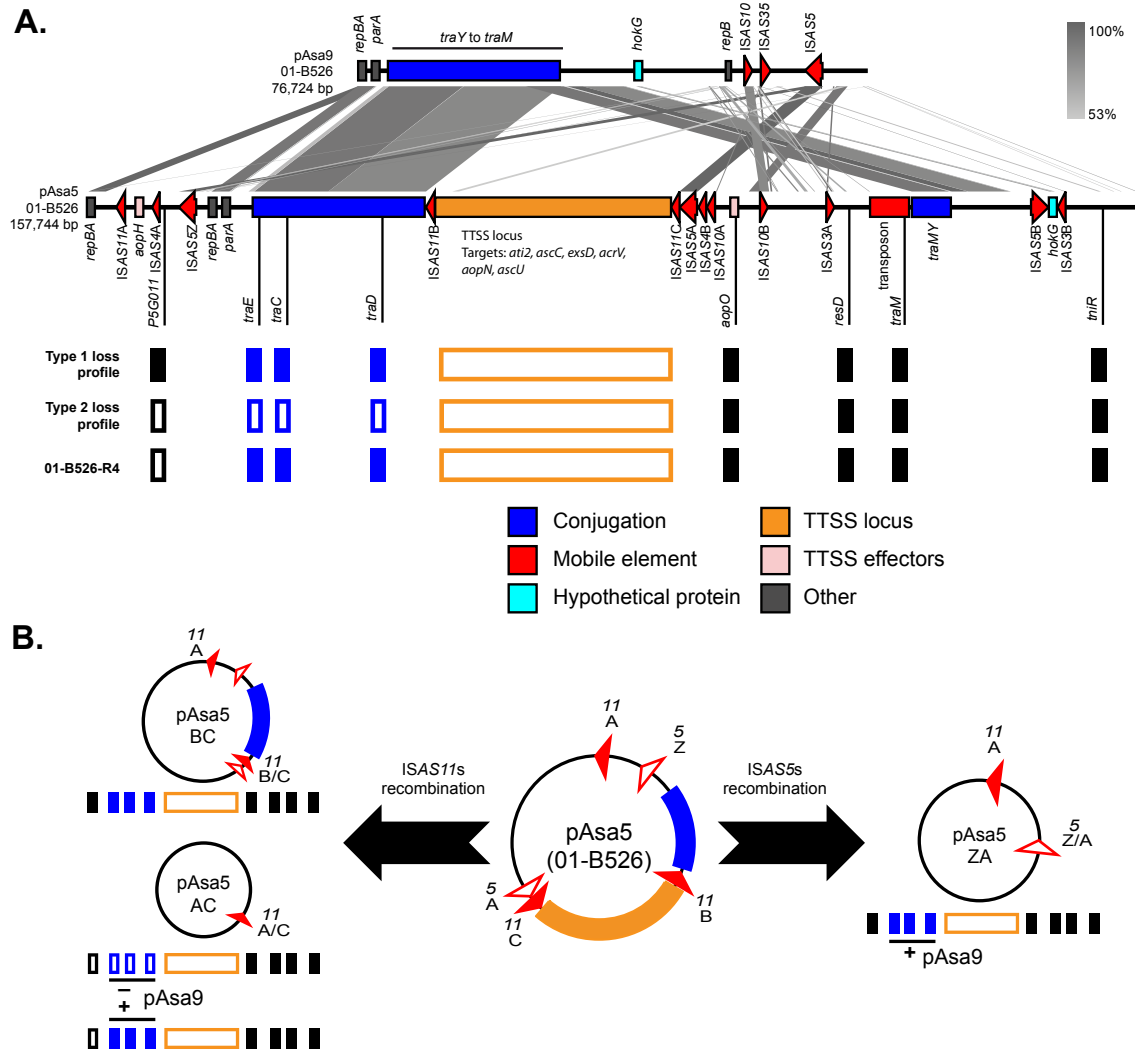 A.
repBA
parA
traY to traM
hokG
repB
ISAS10
ISAS35
ISAS5
pAsa9
01-B526
76,724 bp
100%
53%
pAsa5
01-B526
157,744 bp
repBA
ISAS11A
aopH
ISAS4A
ISAS5Z
repBA
parA
ISAS11B
TTSS locus
Targets: ati2, ascC, exsD, acrV,
aopN, ascU
ISAS11C
ISAS5A
ISAS4B
ISAS10A
ISAS10B
ISAS3A
transposon
traMY
ISAS5B
hokG
ISAS3B
P5G011
traE
traC
traD
aopO
resD
traM
tniR
Type 1 loss
profile
Type 2 loss
profile
01-B526-R4
Conjugation
Mobile element
Hypothetical protein
TTSS locus
TTSS effectors
Other
B.
11
A
pAsa5
BC
11
B/C
pAsa5
AC
11
A/C
–
+
pAsa9
ISAS11s
recombination
11
A
5
Z
pAsa5
(01-B526)
5
A
11
C
11
B
ISAS5s
recombination
11
A
pAsa5
ZA
5
Z/A
+ pAsa9